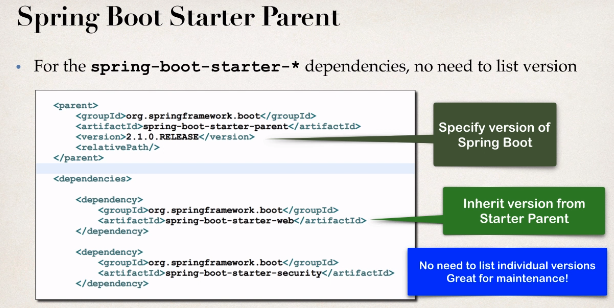 Spring Boot Starter Parent
• For the spring-boot-starter-* dependencies, no need to list version
<parent>
<groupId>org.springframework.boot</groupId>
<artifactId>spring-boot-starter-parent</artifactId>
<version>2.1.0.RELEASE</version>
<relativePath/>
</parent>
Specify version of
Spring Boot
<dependencies>
<dependency>
<groupId>org.springframework.boot</groupId>
<artifactId>spring-boot-starter-web</artifactId>
</dependency>
Inherit version from
Starter Parent
<dependency>
<groupId>org.springframework.boot</groupId>
<artifactId>spring-boot-starter-security</artifactId>
</dependency>
No need to list individual versions
Great for maintenance!